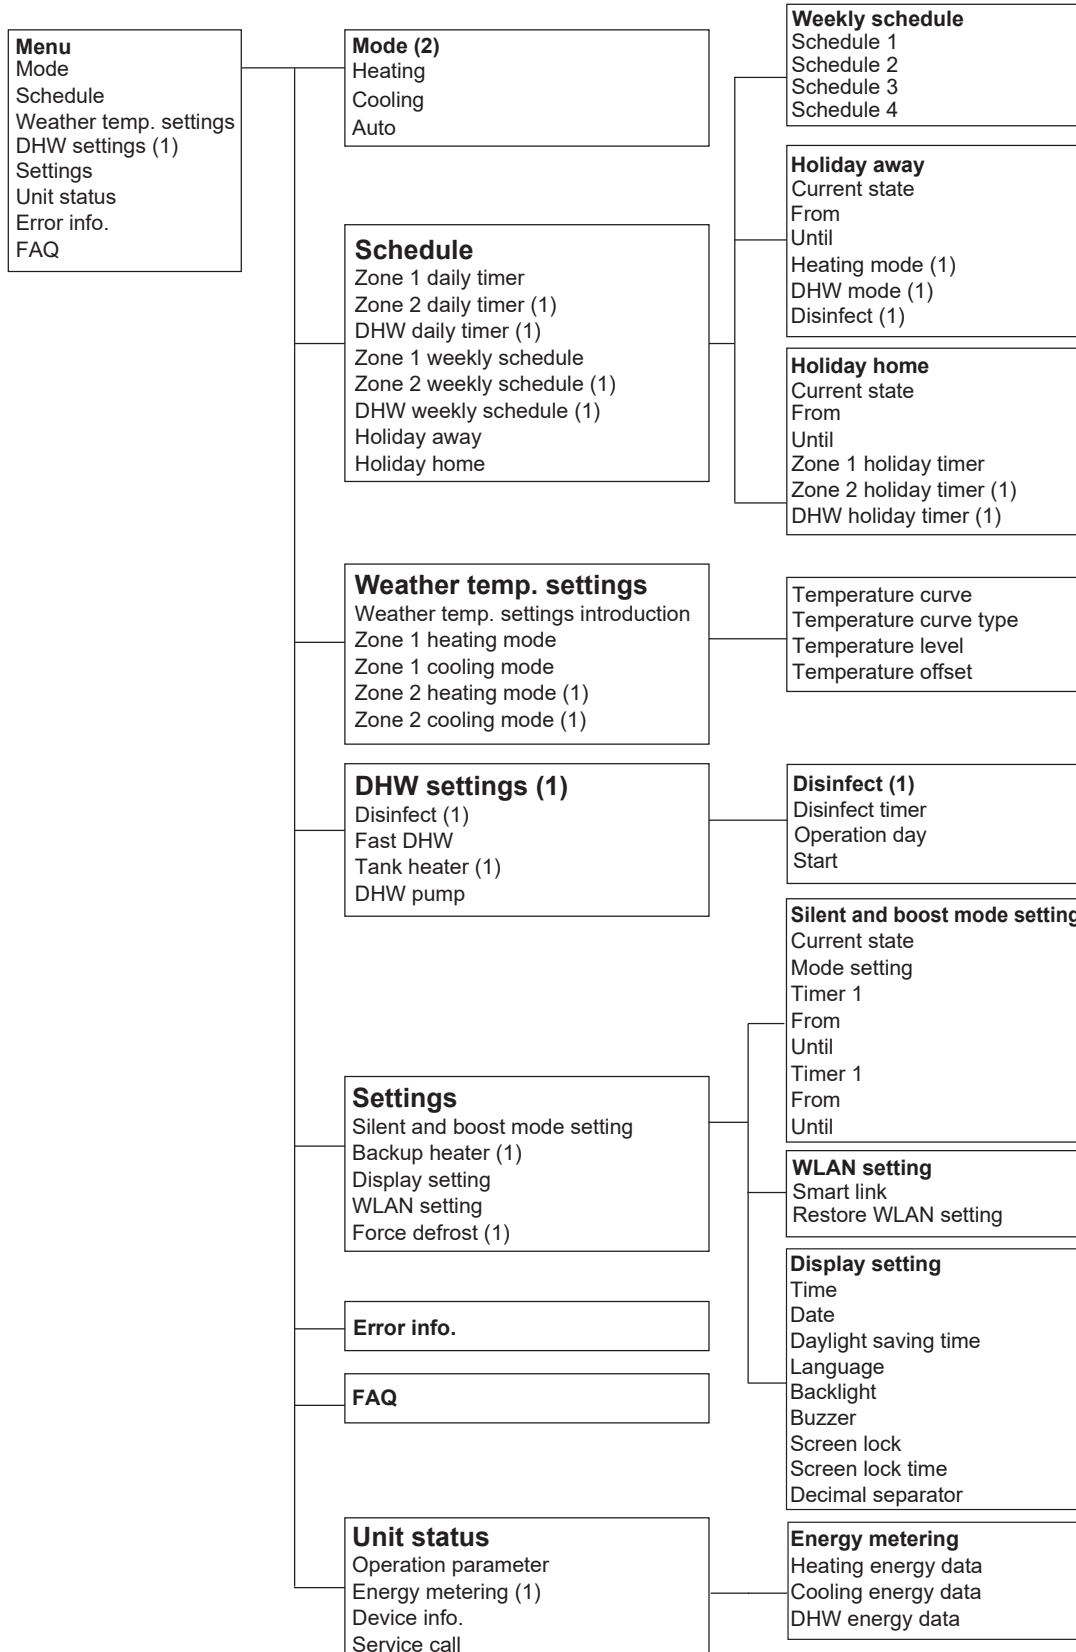 Menu
Mode
Schedule
Weather temp. settings
DHW settings (1)
Settings
Unit status
Error info.
FAQ
Mode (2)
Heating
Cooling
Auto
Schedule
Zone 1 daily timer
Zone 2 daily timer (1)
DHW daily timer (1)
Zone 1 weekly schedule
Zone 2 weekly schedule (1)
DHW weekly schedule (1)
Holiday away
Holiday home
Weekly schedule
Schedule 1
Schedule 2
Schedule 3
Schedule 4
Holiday away
Current state
From
Until
Heating mode (1)
DHW mode (1)
Disinfect (1)
Holiday home
Current state
From
Until
Zone 1 holiday timer
Zone 2 holiday timer (1)
DHW holiday timer (1)
Weather temp. settings
Weather temp. settings introduction
Zone 1 heating mode
Zone 1 cooling mode
Zone 2 heating mode (1)
Zone 2 cooling mode (1)
Temperature curve
Temperature curve type
Temperature level
Temperature offset
DHW settings (1)
Disinfect (1)
Fast DHW
Tank heater (1)
DHW pump
Disinfect (1)
Disinfect timer
Operation day
Start
Settings
Silent and boost mode setting
Backup heater (1)
Display setting
WLAN setting
Force defrost (1)
Silent and boost mode setting
Current state
Mode setting
Timer 1
From
Until
Timer 1
From
Until
WLAN setting
Smart link
Restore WLAN setting
Display setting
Time
Date
Daylight saving time
Language
Backlight
Buzzer
Screen lock
Screen lock time
Decimal separator
Error info.
FAQ
Unit status
Operation parameter
Energy metering (1)
Device info.
Service call
Energy metering
Heating energy data
Cooling energy data
DHW energy data